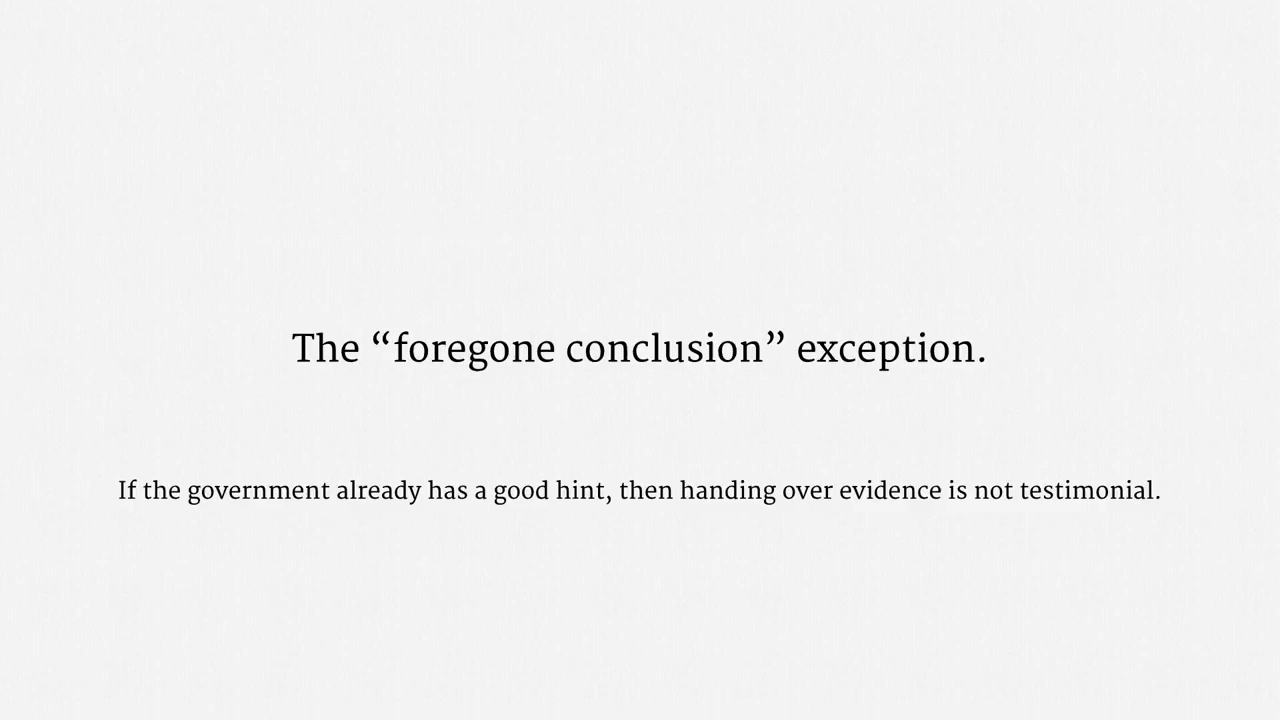 The “foregone conclusion” exception.
If the government already has a good hint, then handing over evidence is not testimonial.